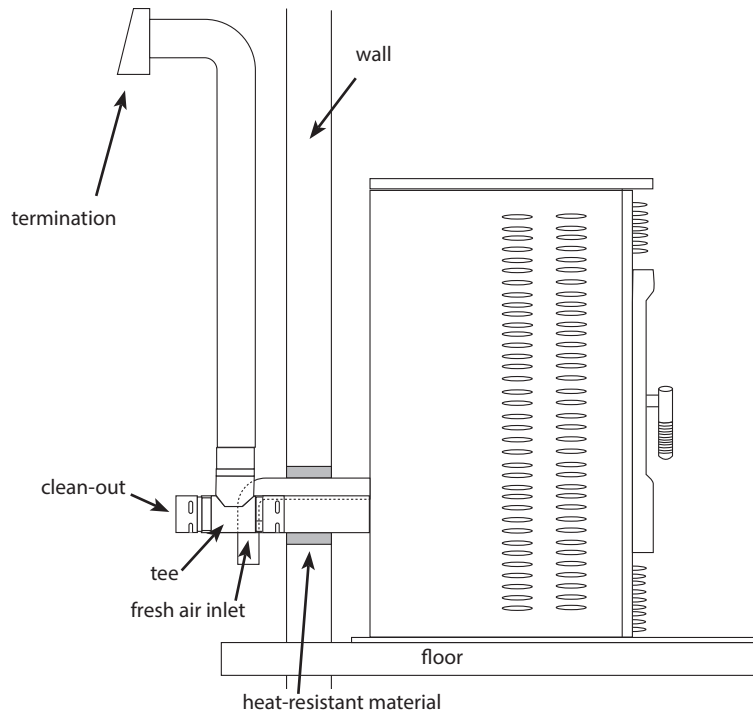 wall
termination
clean-out
tee
fresh air inlet
floor
heat-resistant material